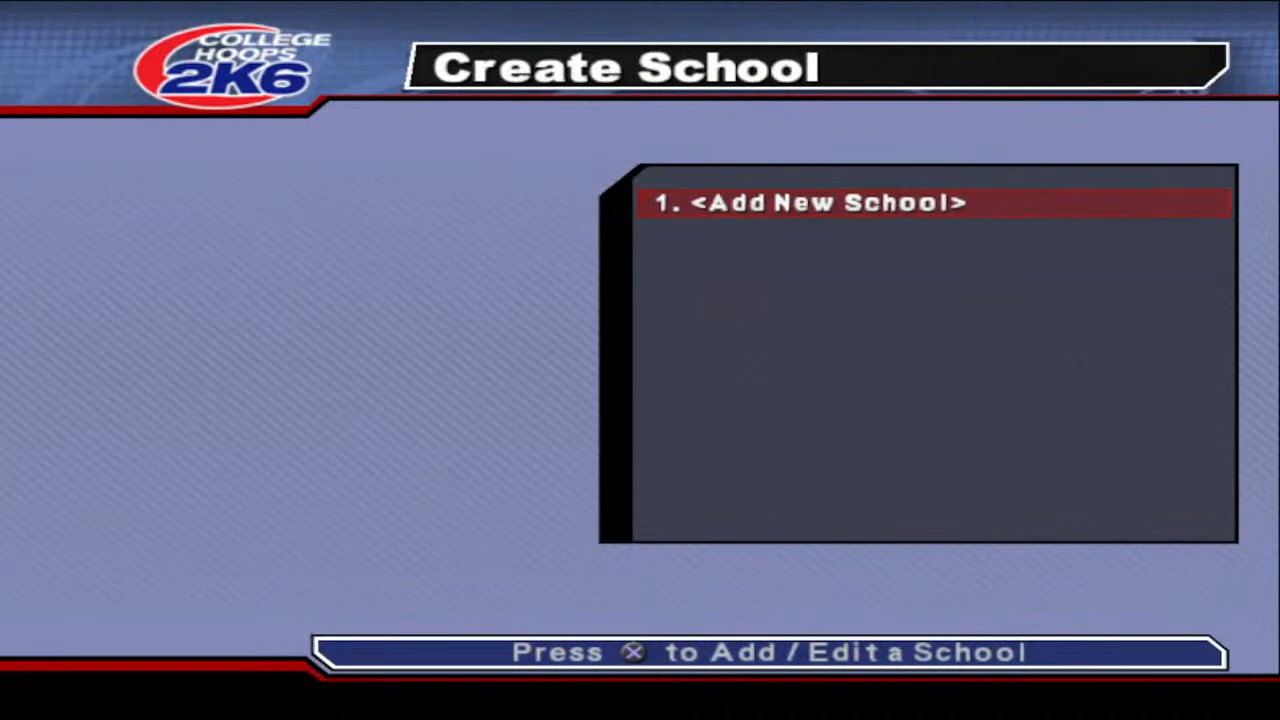 COLLEGE
HOOPS
2K6
Create School
1. <Add New School>
Press ⓧ to Add / Edit a School